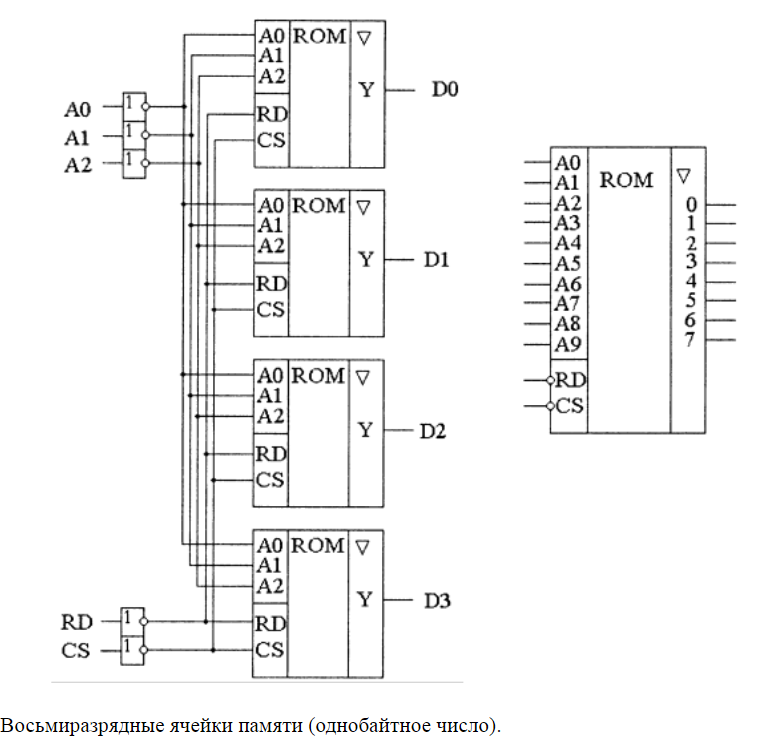 A0 ROM ▽
A1
A2
Y D0
RD
CS
A0 1
A1 1
A2 1
A0 ROM ▽
A1
A2
Y D1
RD
CS
A0 ROM ▽
A1
A2
Y D2
RD
CS
A0 ROM ▽
A1
A2
Y D3
RD
CS
RD 1
CS 1
A0
A1 ROM ▽
A2 0
A3 1
A4 2
A5 3
A6 4
A7 5
A8 6
A9 7
RD
CS
Восьмиразрядные ячейки памяти (однобайтное число).